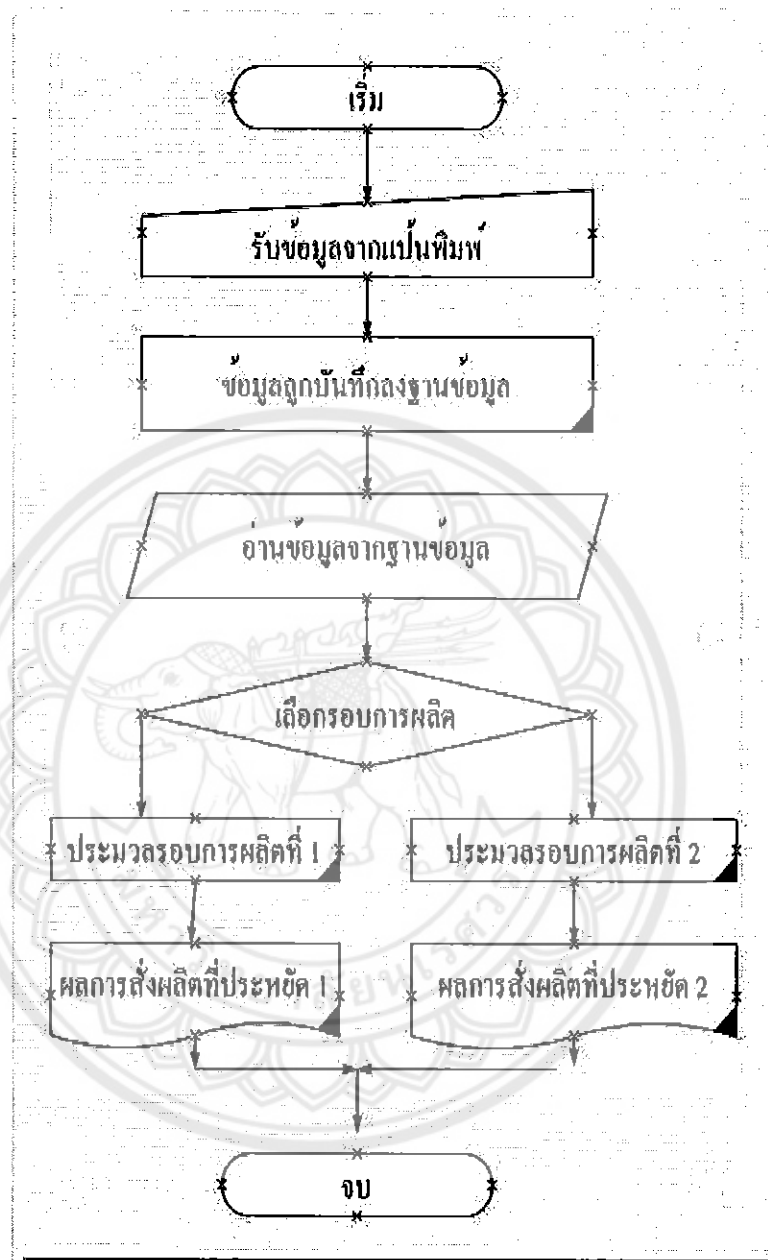 เริ่ม
รับข้อมูลจากแป้นพิมพ์
ข้อมูลถูกบันทึกลงฐานข้อมูล
อ่านข้อมูลจากฐานข้อมูล
เลือกรอบการผลิต
ประมวลรอบการผลิตที่ 1
ประมวลรอบการผลิตที่ 2
ผลการสั่งผลิตที่ประหยัด 1
ผลการสั่งผลิตที่ประหยัด 2
จบ